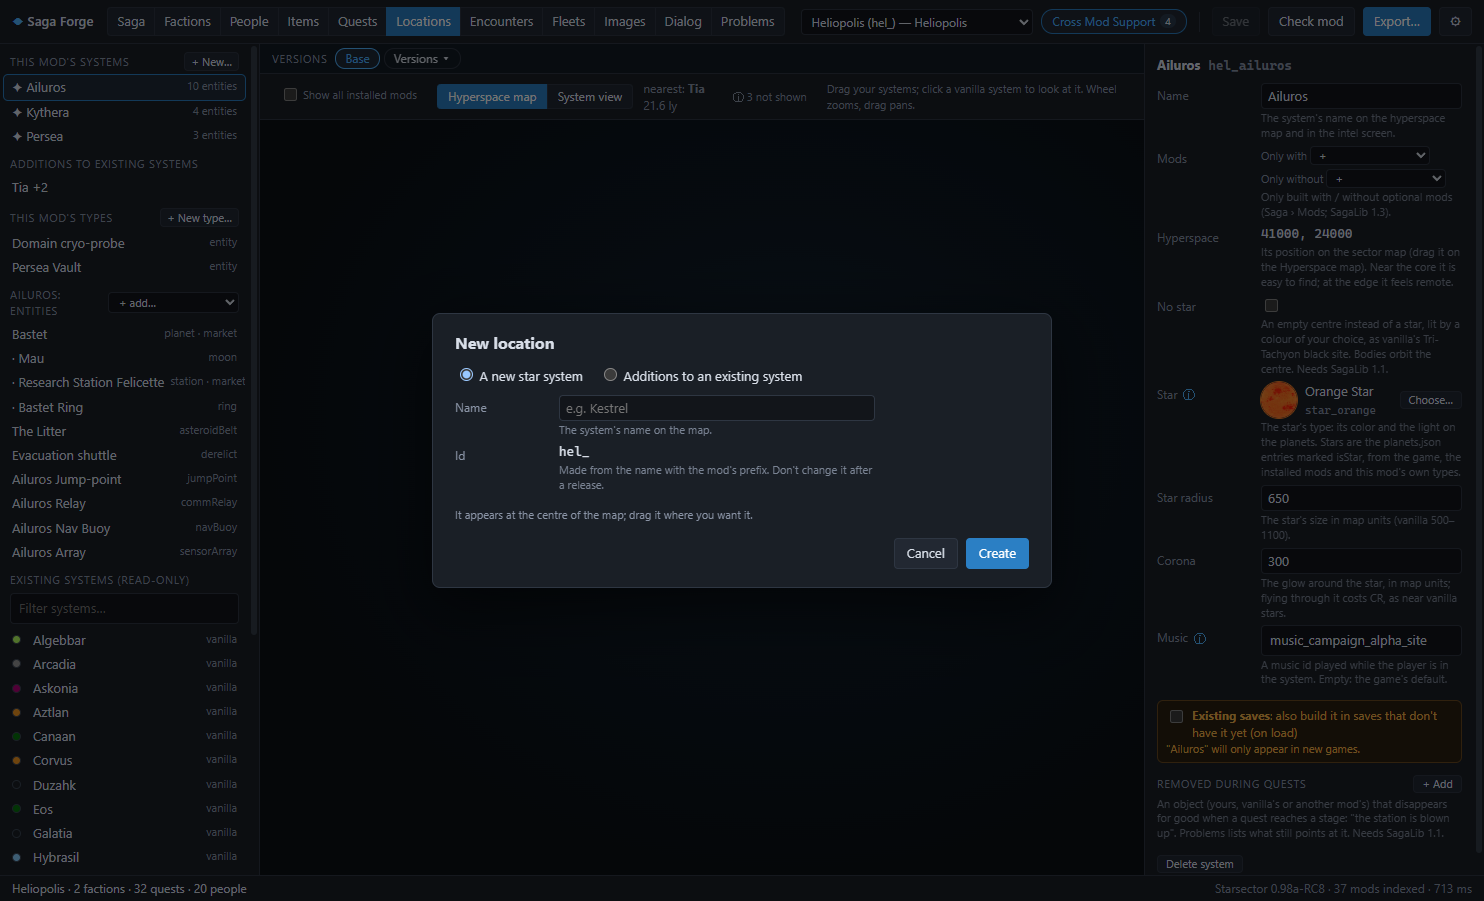 Saga Forge
Saga
Factions
People
Items
Quests
Locations
Encounters
Fleets
Images
Dialog
Problems
Heliopolis (hel_) — Heliopolis
Cross Mod Support 4
Save
Check mod
Export...
THIS MOD'S SYSTEMS
+ New...
Ailuros 10 entities
Kythera 4 entities
Persea 3 entities
ADDITIONS TO EXISTING SYSTEMS
Tia +2
THIS MOD'S TYPES
+ New type...
Domain cryo-probe entity
Persea Vault entity
AILUROS:
ENTITIES
+ add...
Bastet planet · market
· Mau moon
· Research Station Felicette station · market
· Bastet Ring ring
The Litter asteroidBelt
Evacuation shuttle derelict
Ailuros Jump-point jumpPoint
Ailuros Relay commRelay
Ailuros Nav Buoy navBuoy
Ailuros Array sensorArray
EXISTING SYSTEMS (READ-ONLY)
Filter systems...
Algebbar vanilla
Arcadia vanilla
Askonia vanilla
Aztlan vanilla
Canaan vanilla
Corvus vanilla
Duzahk vanilla
Eos vanilla
Galatia vanilla
Hybrasil vanilla
VERSIONS
Base
Versions
Show all installed mods
Hyperspace map
System view
nearest: Tia
21.6 ly
3 not shown
Drag your systems; click a vanilla system to look at it. Wheel
zooms, drag pans.
New location
A new star system
Additions to an existing system
Name
e.g. Kestrel
The system's name on the map.
Id
hel_
Made from the name with the mod's prefix. Don't change it after
a release.
It appears at the centre of the map; drag it where you want it.
Cancel
Create
Ailuros hel_ailuros
Name
Ailuros
The system's name on the hyperspace
map and in the intel screen.
Mods
Only with +
Only without +
Only built with / without optional mods
(Saga › Mods; SagaLib 1.3).
Hyperspace
41000, 24000
Its position on the sector map (drag it on
the Hyperspace map). Near the core it is
easy to find; at the edge it feels remote.
No star
An empty centre instead of a star, lit by a
colour of your choice, as vanilla's Tri-
Tachyon black site. Bodies orbit the
centre. Needs SagaLib 1.1.
Star
Orange Star
star_orange
Choose...
The star's type: its color and the light on
the planets. Stars are the planets.json
entries marked isStar, from the game, the
installed mods and this mod's own types.
Star radius
650
The star's size in map units (vanilla 500–
1100).
Corona
300
The glow around the star, in map units;
flying through it costs CR, as near vanilla
stars.
Music
music_campaign_alpha_site
A music id played while the player is in
the system. Empty: the game's default.
Existing saves: also build it in saves that don't
have it yet (on load)
"Ailuros" will only appear in new games.
REMOVED DURING QUESTS
+ Add
An object (yours, vanilla's or another mod's) that disappears
for good when a quest reaches a stage: "the station is blown
up". Problems lists what still points at it. Needs SagaLib 1.1.
Delete system
Heliopolis · 2 factions · 32 quests · 20 people
Starsector 0.98a-RC8 · 37 mods indexed · 713 ms